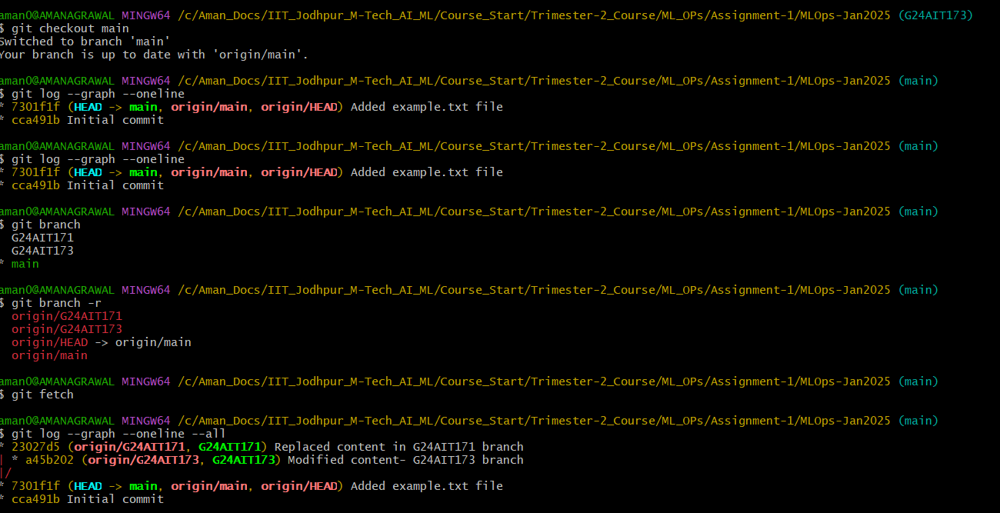 aman0@AMANAGRAWAL MINGW64 /c/Aman_Docs/IIT_Jodhpur_M-Tech_AI_ML/Course_Start/Trimester-2_Course/ML_OPs/Assignment-1/MLOps-Jan2025 (G24AIT173)
$ git checkout main
Switched to branch 'main'
Your branch is up to date with 'origin/main'.
aman0@AMANAGRAWAL MINGW64 /c/Aman_Docs/IIT_Jodhpur_M-Tech_AI_ML/Course_Start/Trimester-2_Course/ML_OPs/Assignment-1/MLOps-Jan2025 (main)
$ git log --graph --oneline
* 7301f1f (HEAD -> main, origin/main, origin/HEAD) Added example.txt file
* cca491b Initial commit
aman0@AMANAGRAWAL MINGW64 /c/Aman_Docs/IIT_Jodhpur_M-Tech_AI_ML/Course_Start/Trimester-2_Course/ML_OPs/Assignment-1/MLOps-Jan2025 (main)
$ git log --graph --oneline
* 7301f1f (HEAD -> main, origin/main, origin/HEAD) Added example.txt file
* cca491b Initial commit
aman0@AMANAGRAWAL MINGW64 /c/Aman_Docs/IIT_Jodhpur_M-Tech_AI_ML/Course_Start/Trimester-2_Course/ML_OPs/Assignment-1/MLOps-Jan2025 (main)
$ git branch
G24AIT171
G24AIT173
* main
aman0@AMANAGRAWAL MINGW64 /c/Aman_Docs/IIT_Jodhpur_M-Tech_AI_ML/Course_Start/Trimester-2_Course/ML_OPs/Assignment-1/MLOps-Jan2025 (main)
$ git branch -r
origin/G24AIT171
origin/G24AIT173
origin/HEAD -> origin/main
origin/main
aman0@AMANAGRAWAL MINGW64 /c/Aman_Docs/IIT_Jodhpur_M-Tech_AI_ML/Course_Start/Trimester-2_Course/ML_OPs/Assignment-1/MLOps-Jan2025 (main)
$ git fetch
aman0@AMANAGRAWAL MINGW64 /c/Aman_Docs/IIT_Jodhpur_M-Tech_AI_ML/Course_Start/Trimester-2_Course/ML_OPs/Assignment-1/MLOps-Jan2025 (main)
$ git log --graph --oneline --all
* 23027d5 (origin/G24AIT171, G24AIT171) Replaced content in G24AIT171 branch
| * a45b202 (origin/G24AIT173, G24AIT173) Modified content- G24AIT173 branch
|/
* 7301f1f (HEAD -> main, origin/main, origin/HEAD) Added example.txt file
* cca491b Initial commit